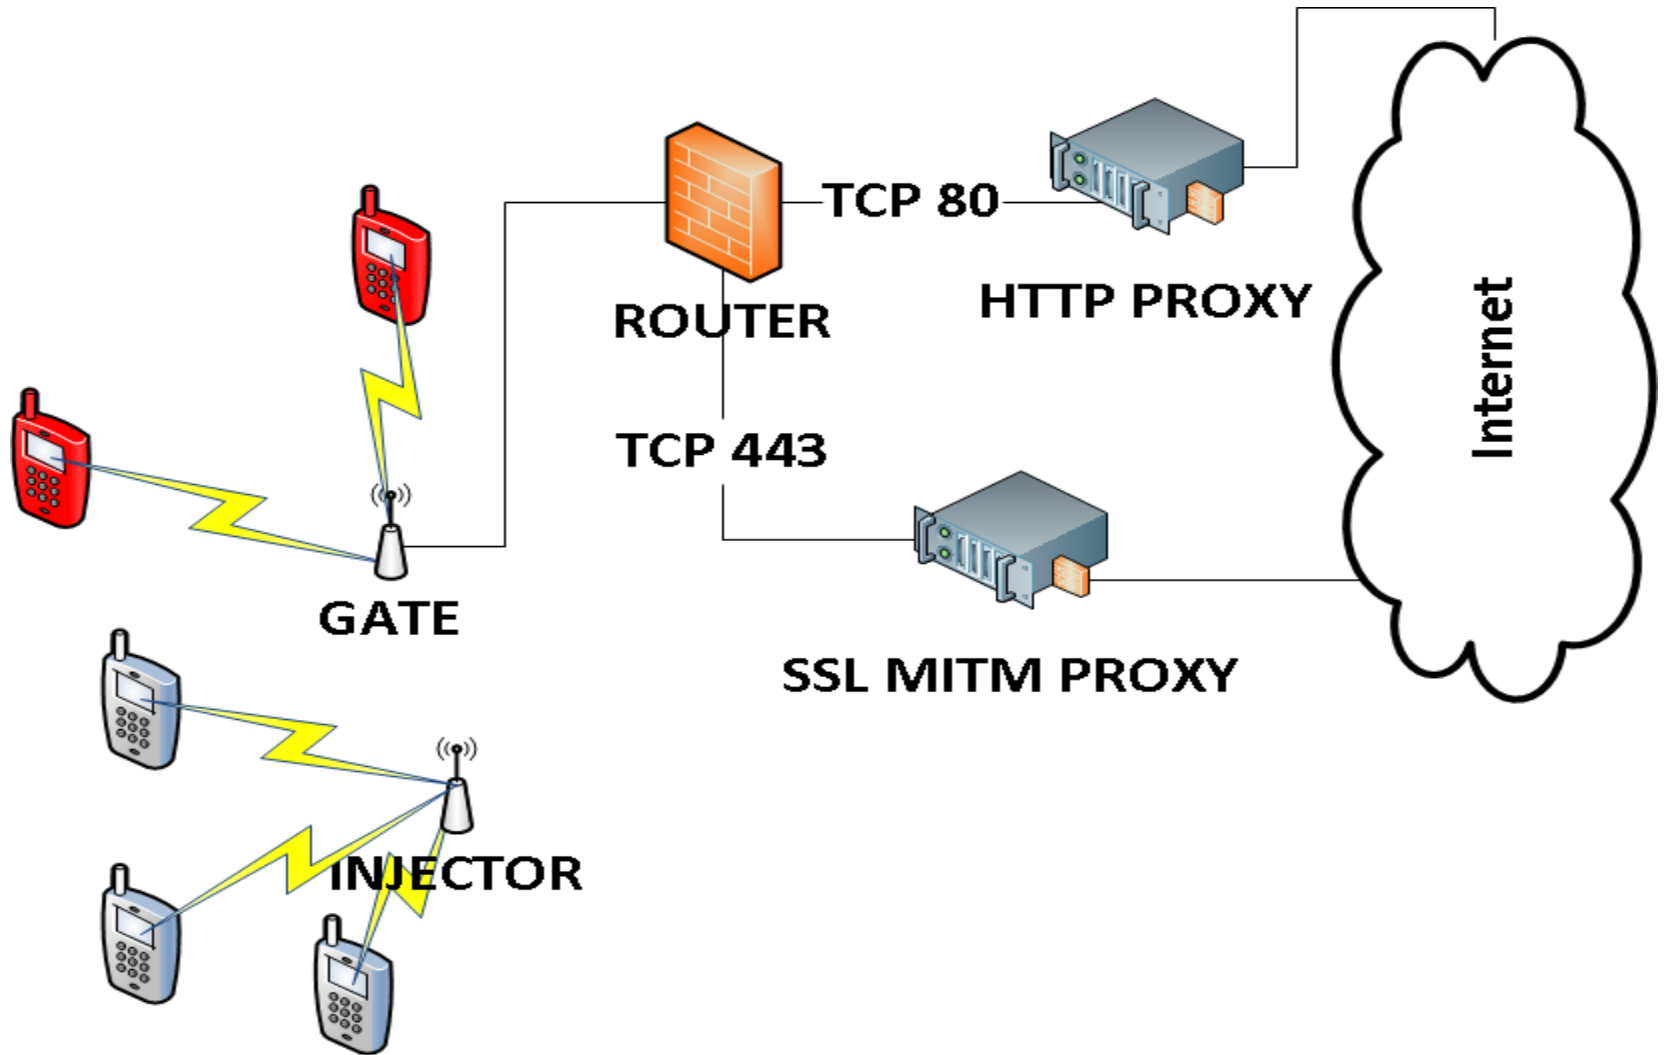 TCP 80
HTTP PROXY
ROUTER
Internet
TCP 443
GATE
SSL MITM PROXY
INJECTOR